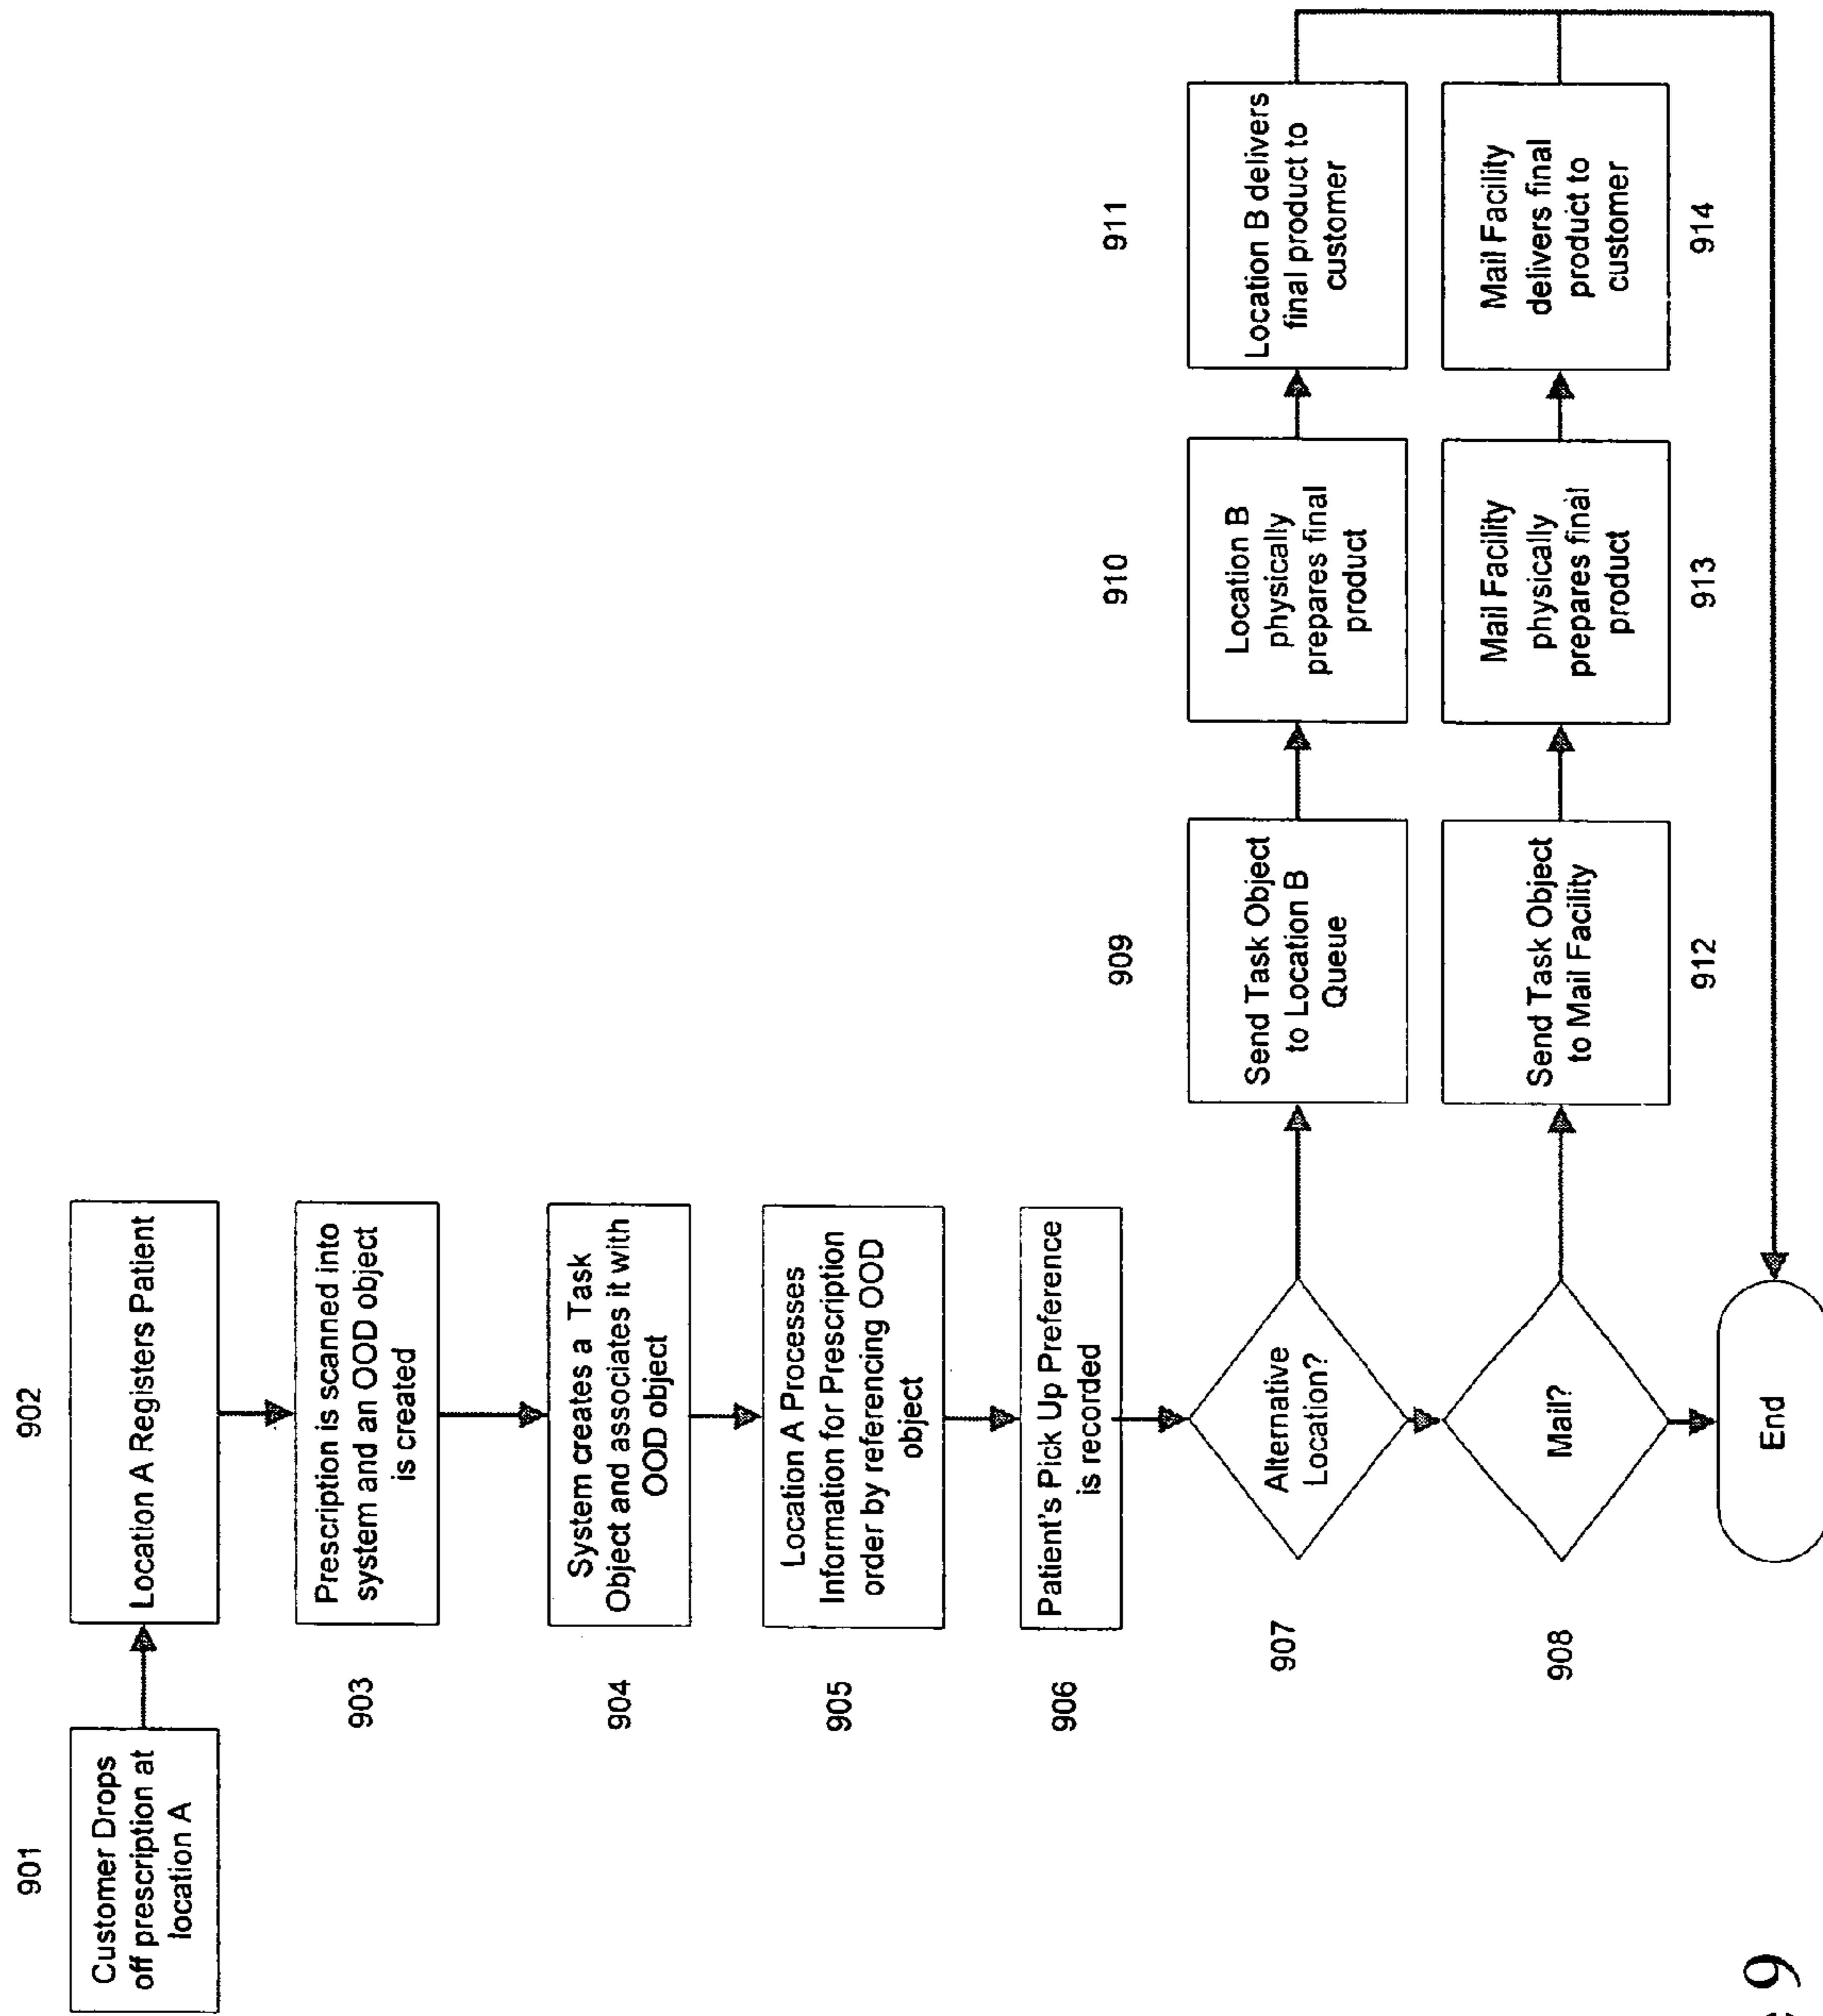 901
Customer Drops
off prescription at
location A
902
Location A Registers Patient
903
Prescription is scanned into
system and an OOD object
is created
904
System creates a Task
Object and associates it with
OOD object
905
Location A Processes
Information for Prescription
order by referencing OOD
object
906
Patient's Pick Up Preference
is recorded
907
Alternative
Location?
909
Send Task Object
to Location B
Queue
910
Location B
physically
prepares final
product
911
Location B delivers
final product to
customer
908
Mail?
Send Task Object
to Mail Facility
912
Mail Facility
physically
prepares final
product
913
Mail Facility
delivers final
product to
customer
914
End
9